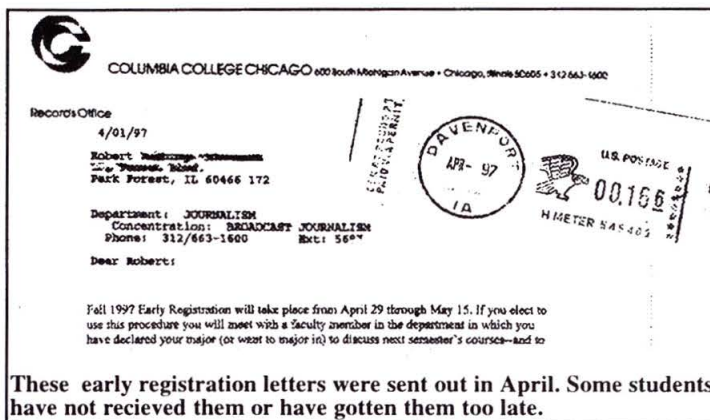 COLUMBIA COLLEGE CHICAGO 600 South Michigan Avenue • Chicago, Illinois 60605 • 312 663-1600
Records Office
4/01/97
Robert
Park Forest, IL 60466 172
Department: JOURNALISM
Concentration: BROADCAST JOURNALISM
Phone: 312/663-1600 Ext:
Dear Robert:
DAVENPORT
APR- 97
IA
U.S. POSTAGE
00.166
H METER
Fall 1997 Early Registration will take place from April 29 through May 15. If you elect to
use this procedure you will meet with a faculty member in the department in which you
have declared your major (or want to major in) to discuss next semester's courses--and to
These early registration letters were sent out in April. Some students
have not recieved them or have gotten them too late.